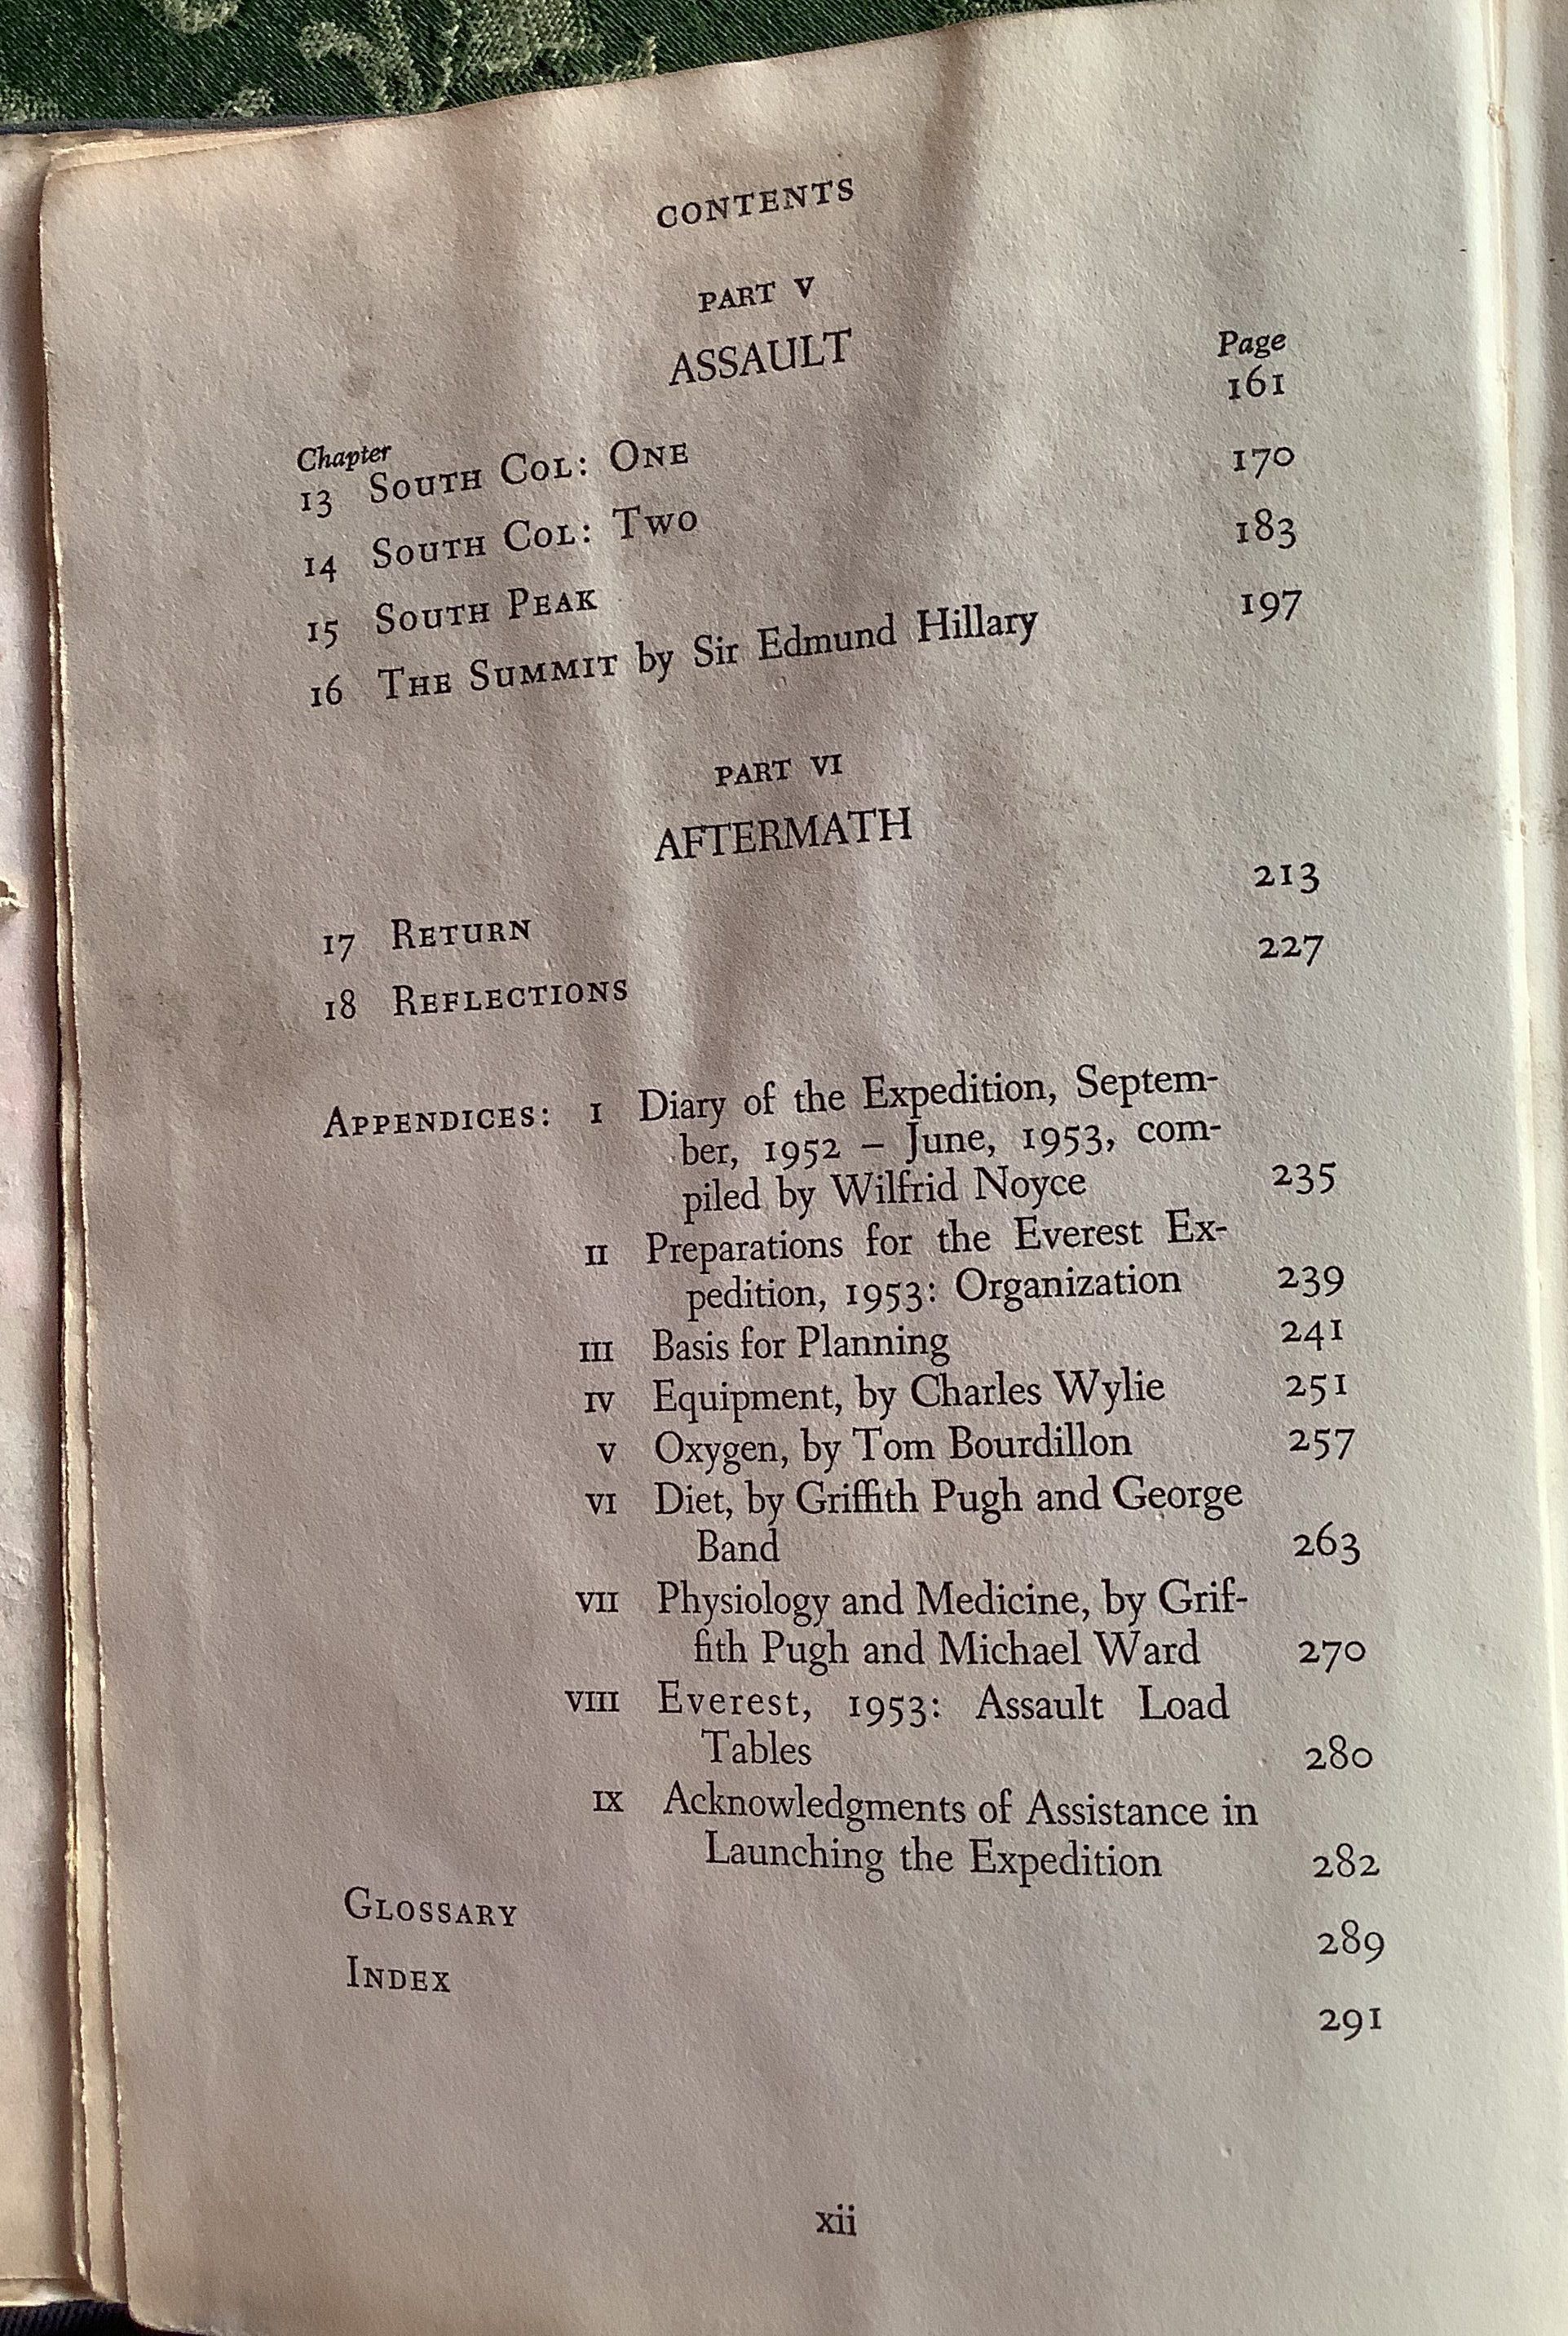 CONTENTS
PART V
ASSAULT
Page
Chapter
13 SOUTH COL: ONE 161
14 SOUTH COL: TWO 170
15 SOUTH PEAK 183
16 THE SUMMIT by Sir Edmund Hillary 197
PART VI
AFTERMATH
17 RETURN 213
18 REFLECTIONS 227
APPENDICES: I Diary of the Expedition, Septem-
ber, 1952 – June, 1953, com-
piled by Wilfrid Noyce 235
II Preparations for the Everest Ex-
pedition, 1953: Organization 239
III Basis for Planning 241
IV Equipment, by Charles Wylie 251
V Oxygen, by Tom Bourdillon 257
VI Diet, by Griffith Pugh and George
Band 263
VII Physiology and Medicine, by Grif-
fith Pugh and Michael Ward 270
VIII Everest, 1953: Assault Load
Tables 280
IX Acknowledgments of Assistance in
Launching the Expedition 282
GLOSSARY 289
INDEX 291
xii